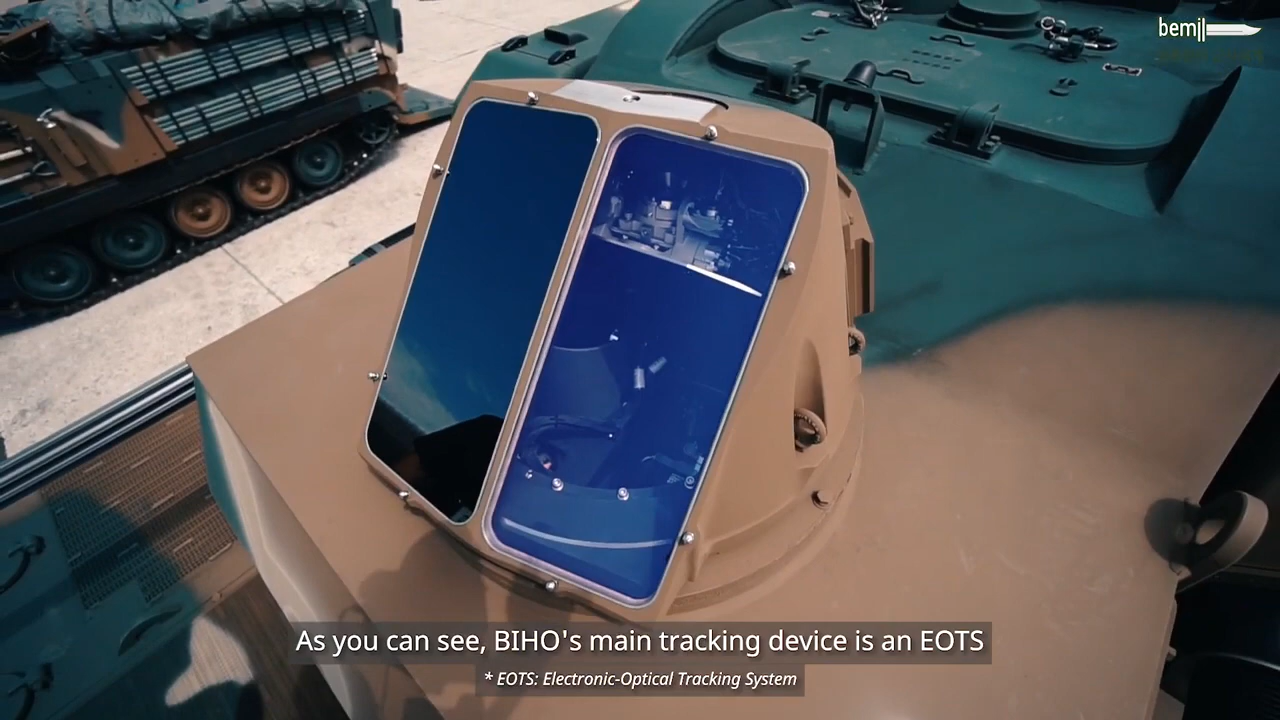 bemil
As you can see, BIHO's main tracking device is an EOTS
* EOTS: Electronic-Optical Tracking System